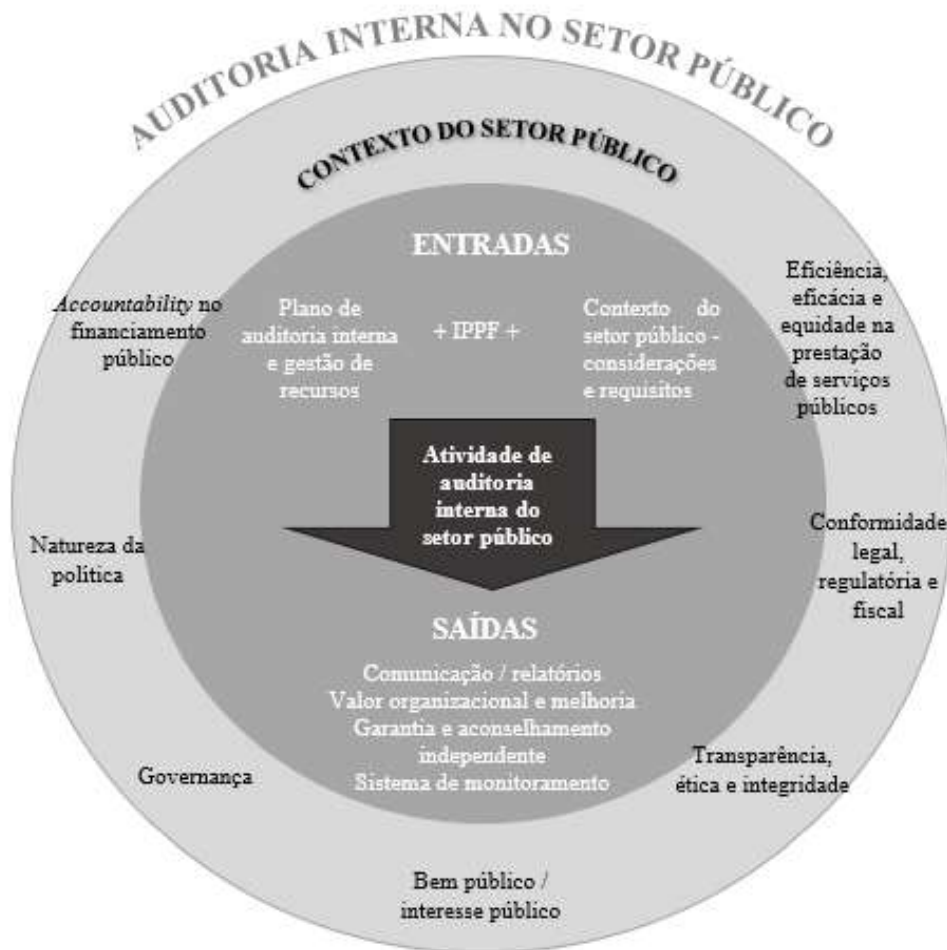 AUDITORIA INTERNA NO SETOR PÚBLICO
CONTEXTO DO SETOR PÚBLICO
ENTRADAS
Accountability no
financiamento
público
Plano de
auditoria interna
e gestão de
recursos
+ IPPF +
Contexto do
setor público -
considerações
e requisitos
Eficiência,
eficácia e
equidade na
prestação
de serviços
públicos
Atividade de
auditoria
interna do
setor público
Natureza da
política
Conformidade
legal,
regulatória e
fiscal
SAÍDAS
Comunicação / relatórios
Valor organizacional e melhoria
Garantia e aconselhamento
independente
Sistema de monitoramento
Governança
Transparência,
ética e integridade
Bem público /
interesse público